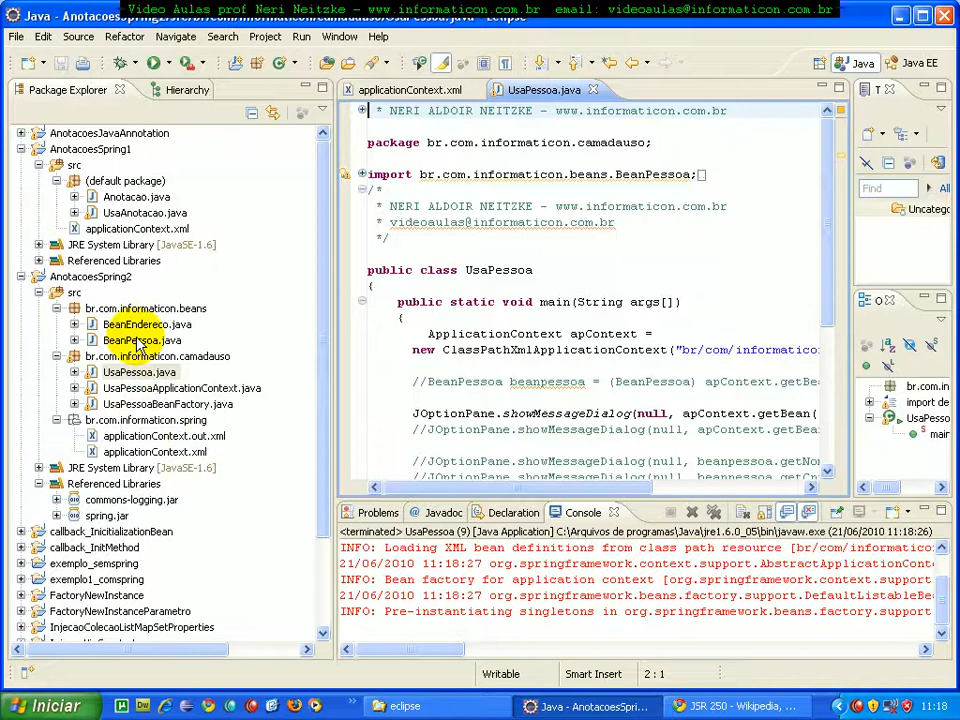 Video Aulas prof Neri Neitzke - www.informaticon.com.br  email: videoaulas@informaticon.com.br
File Edit Source Refactor Navigate Search Project Run Window Help
Java
Java EE
Package Explorer
Hierarchy
AnotacoesJavaAnnotation
AnotacoesSpring1
src
(default package)
Anotacao.java
UsaAnotacao.java
applicationContext.xml
JRE System Library [JavaSE-1.6]
Referenced Libraries
AnotacoesSpring2
src
br.com.informaticon.beans
BeanEndereco.java
BeanPessoa.java
br.com.informaticon.camadauso
UsaPessoa.java
UsaPessoaApplicationContext.java
UsaPessoaBeanFactory.java
br.com.informaticon.spring
applicationContext.out.xml
applicationContext.xml
JRE System Library [JavaSE-1.6]
Referenced Libraries
commons-logging.jar
spring.jar
callback_InicitializationBean
callback_InitMethod
exemplo_semspring
exemplo1_comspring
FactoryNewInstance
FactoryNewInstanceParametro
InjecaoColecaoListMapSetProperties
applicationContext.xml
UsaPessoa.java
* NERI ALDOIR NEITZKE - www.informaticon.com.br
package br.com.informaticon.camadauso;
import br.com.informaticon.beans.BeanPessoa;
/*
* NERI ALDOIR NEITZKE - www.informaticon.com.br
* videoaulas@informaticon.com.br
*/
public class UsaPessoa
{
public static void main(String args[])
{
ApplicationContext apContext =
new ClassPathXmlApplicationContext("br/com/informaticon
//BeanPessoa beanpessoa = (BeanPessoa) apContext.getBe
JOptionPane.showMessageDialog(null, apContext.getBean(
//JOptionPane.showMessageDialog(null, apContext.getBea
//JOptionPane.showMessageDialog(null, beanpessoa.getNo
T
Find
Al
Uncatego
O
br.com.in
import de
UsaPesso
main
Problems
Javadoc
Declaration
Console
<terminated> UsaPessoa (9) [Java Application] C:\Arquivos de programas\Java\jre1.6.0_05\bin\javaw.exe (21/06/2010 11:18:26)
INFO: Loading XML bean definitions from class path resource [br/com/informatico
21/06/2010 11:18:27 org.springframework.context.support.AbstractApplicationCont
INFO: Bean factory for application context [org.springframework.context.support
21/06/2010 11:18:27 org.springframework.beans.factory.support.DefaultListableBe
INFO: Pre-instantiating singletons in org.springframework.beans.factory.support
Writable
Smart Insert
2 : 1
Iniciar
eclipse
Java - AnotacoesSpri...
JSR 250 - Wikipedia, ...
11:18